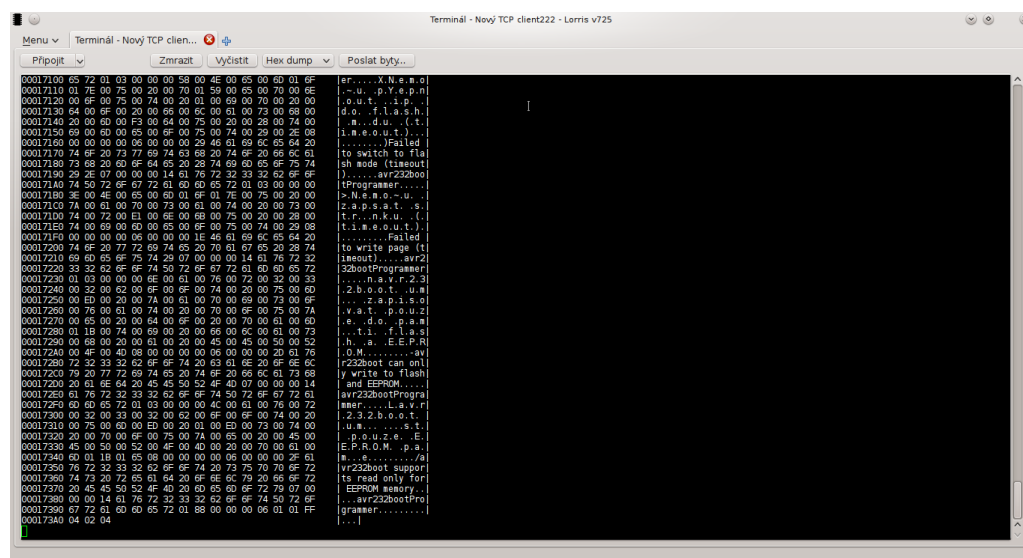 Terminál - Nový TCP client222 - Lorris v725
Menu Terminál - Nový TCP clien...
Připojit Zmrazit Vyčistit Hex dump Poslat byty...
00017100 65 72 01 03 00 00 00 58 00 4E 00 65 00 6D 01 6F |er.....X.N.e.m.o|
00017110 01 7E 00 75 00 20 00 70 01 59 00 65 00 70 00 6E |.~.u. .pYe.p.n|
00017120 00 6F 00 75 00 74 00 20 01 00 69 00 70 00 20 00 |.o.u.t. ..ip. .|
00017130 64 00 6F 00 20 00 66 00 6C 00 61 00 73 00 68 00 |d.o. .f.l.a.s.h.|
00017140 20 00 6D 00 F3 00 64 00 75 00 20 00 28 00 74 00 | .m...d.u. .(.t.|
00017150 69 00 6D 00 65 00 6F 00 75 00 74 00 29 00 2E 08 |i.m.e.o.u.t.)...|
00017160 00 00 00 00 06 00 00 00 29 46 61 69 6C 65 64 20 |........)Failed |
00017170 74 6F 20 73 77 69 74 63 68 20 74 6F 20 66 6C 61 |to switch to fla|
00017180 73 68 20 6D 6F 64 65 20 28 74 69 6D 65 6F 75 74 |sh mode (timeout|
00017190 29 2E 07 00 00 00 14 61 76 72 32 33 32 62 6F 6F |)......avr232boo|
000171A0 74 50 72 6F 67 72 61 6D 6D 65 72 01 03 00 00 00 |tProgrammer.....|
000171B0 3E 00 4E 00 65 00 6D 01 6F 01 7E 00 75 00 20 00 |>.N.e.m.o.~.u. .|
000171C0 7A 00 61 00 70 00 73 00 61 00 74 00 20 00 73 00 |z.a.p.s.a.t. .s.|
000171D0 74 00 72 00 E1 00 6E 00 6B 00 75 00 20 00 28 00 |t.r...n.k.u. .(.|
000171E0 74 00 69 00 6D 00 65 00 6F 00 75 00 74 00 29 08 |t.i.m.e.o.u.t.).|
000171F0 00 00 00 00 06 00 00 00 1E 46 61 69 6C 65 64 20 |.........Failed |
00017200 74 6F 20 77 72 69 74 65 20 70 61 67 65 20 28 74 |to write page (t|
00017210 69 6D 65 6F 75 74 29 07 00 00 00 14 61 76 72 32 |imeout).....avr2|
00017220 33 32 62 6F 6F 74 50 72 6F 67 72 61 6D 6D 65 72 |32bootProgrammer|
00017230 01 03 00 00 00 6E 00 61 00 76 00 72 00 32 00 33 |.....n.a.v.r.2.3|
00017240 00 32 00 62 00 6F 00 6F 00 74 00 20 00 75 00 6D |.2.b.o.o.t. .u.m|
00017250 00 ED 00 20 00 7A 00 61 00 70 00 69 00 73 00 6F |... .z.a.p.i.s.o|
00017260 00 76 00 61 00 74 00 20 00 70 00 6F 00 75 00 7A |.v.a.t. .p.o.u.z|
00017270 00 65 00 20 00 64 00 6F 00 20 00 70 00 61 00 6D |.e. .d.o. .p.a.m|
00017280 01 1B 00 74 00 69 00 20 00 66 00 6C 00 61 00 73 |...t.i. .f.l.a.s|
00017290 00 68 00 20 00 61 00 20 00 45 00 45 00 50 00 52 |.h. .a. .E.E.P.R|
000172A0 00 4F 00 4D 08 00 00 00 00 06 00 00 00 2D 61 76 |.O.M.........-av|
000172B0 72 32 33 32 62 6F 6F 74 20 63 61 6E 20 6F 6E 6C |r232boot can onl|
000172C0 79 20 77 72 69 74 65 20 74 6F 20 66 6C 61 73 68 |y write to flash|
000172D0 20 61 6E 64 20 45 45 50 52 4F 4D 07 00 00 00 14 | and EEPROM.....|
000172E0 61 76 72 32 33 32 62 6F 6F 74 50 72 6F 67 72 61 |avr232bootProgra|
000172F0 6D 6D 65 72 01 03 00 00 00 4C 00 61 00 76 00 72 |mmer.....L.a.v.r|
00017300 00 32 00 33 00 32 00 62 00 6F 00 6F 00 74 00 20 |.2.3.2.b.o.o.t. |
00017310 00 75 00 6D 00 ED 00 20 01 00 ED 00 73 00 74 00 |.u.m... ....s.t.|
00017320 20 00 70 00 6F 00 75 00 7A 00 65 00 20 00 45 00 | .p.o.u.z.e. .E.|
00017330 45 00 50 00 52 00 4F 00 4D 00 20 00 70 00 61 00 |E.P.R.O.M. .p.a.|
00017340 6D 01 1B 01 65 08 00 00 00 00 06 00 00 00 2F 61 |m...e........./a|
00017350 76 72 32 33 32 62 6F 6F 74 20 73 75 70 70 6F 72 |vr232boot suppor|
00017360 74 73 20 72 65 61 64 20 6F 6E 6C 79 20 66 6F 72 |ts read only for|
00017370 20 45 45 50 52 4F 4D 20 6D 65 6D 6F 72 79 07 00 | EEPROM memory..|
00017380 00 00 14 61 76 72 32 33 32 62 6F 6F 74 50 72 6F |...avr232bootPro|
00017390 67 72 61 6D 6D 65 72 01 88 00 00 00 06 01 01 FF |grammer.........|
000173A0 04 02 04 |...|